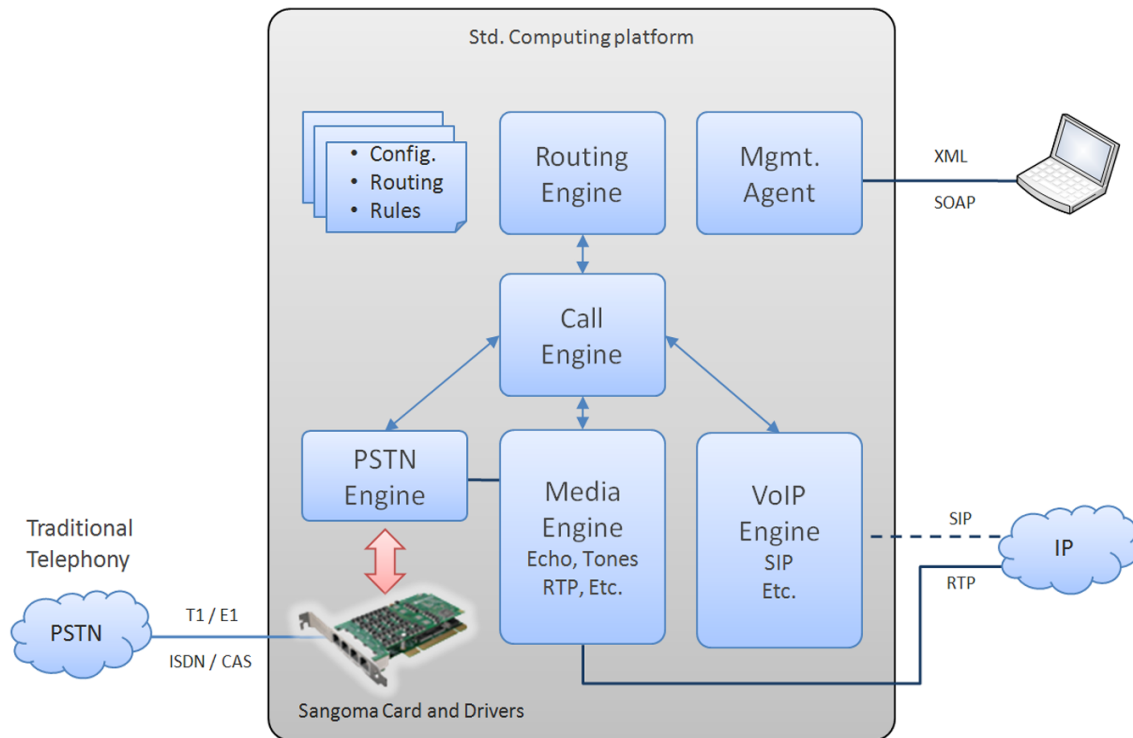 Std. Computing platform
• Config.
• Routing
• Rules
Routing
Engine
Mgmt.
Agent
XML
SOAP
Call
Engine
PSTN
Engine
Media
Engine
Echo, Tones
RTP, Etc.
VoIP
Engine
SIP
Etc.
SIP
IP
RTP
Traditional
Telephony
PSTN
T1 / E1
ISDN / CAS
Sangoma Card and Drivers